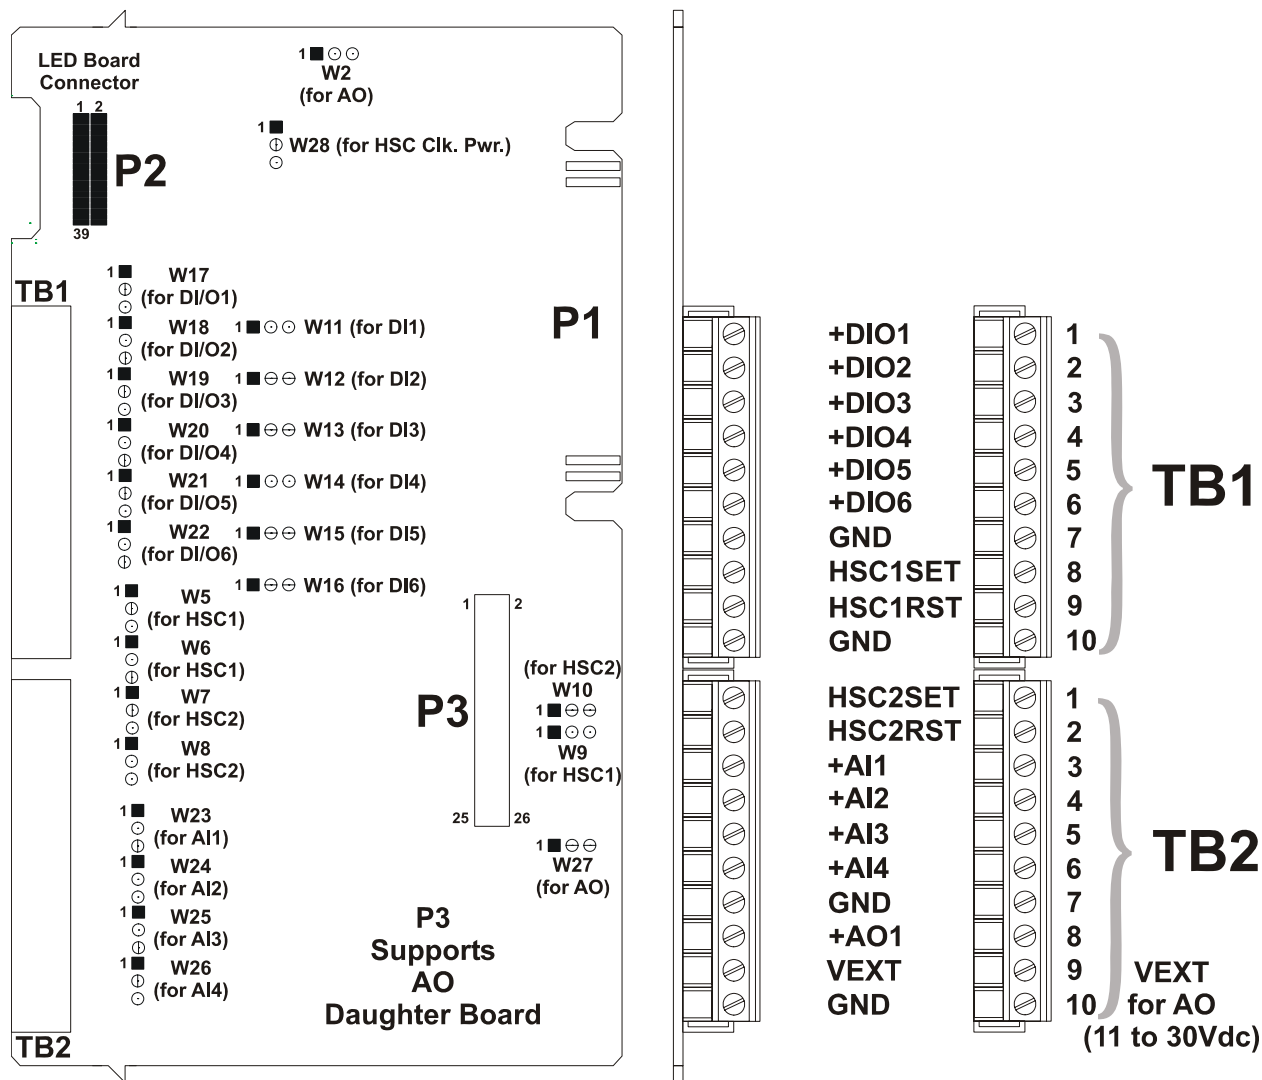 LED Board
Connector
1 2
P2
39
1
W2
(for AO)
1
W28 (for HSC Clk. Pwr.)
TB1
1 W17
(for DI/O1)
1 W18
(for DI/O2)
1 W19
(for DI/O3)
1 W20
(for DI/O4)
1 W21
(for DI/O5)
1 W22
(for DI/O6)
1 W11 (for DI1)
1 W12 (for DI2)
1 W13 (for DI3)
1 W14 (for DI4)
1 W15 (for DI5)
1 W16 (for DI6)
P1
1 W5
(for HSC1)
1 W6
(for HSC1)
1 W7
(for HSC2)
1 W8
(for HSC2)
1 W23
(for AI1)
1 W24
(for AI2)
1 W25
(for AI3)
1 W26
(for AI4)
1 2
P3
25 26
(for HSC2)
W10
1
1
W9
(for HSC1)
1
W27
(for AO)
P3
Supports
AO
Daughter Board
TB2
+DIO1 1
+DIO2 2
+DIO3 3
+DIO4 4
+DIO5 5
+DIO6 6
GND 7
HSC1SET 8
HSC1RST 9
GND 10
TB1
HSC2SET 1
HSC2RST 2
+AI1 3
+AI2 4
+AI3 5
+AI4 6
GND 7
+AO1 8
VEXT 9
GND 10
TB2
VEXT
for AO
(11 to 30Vdc)